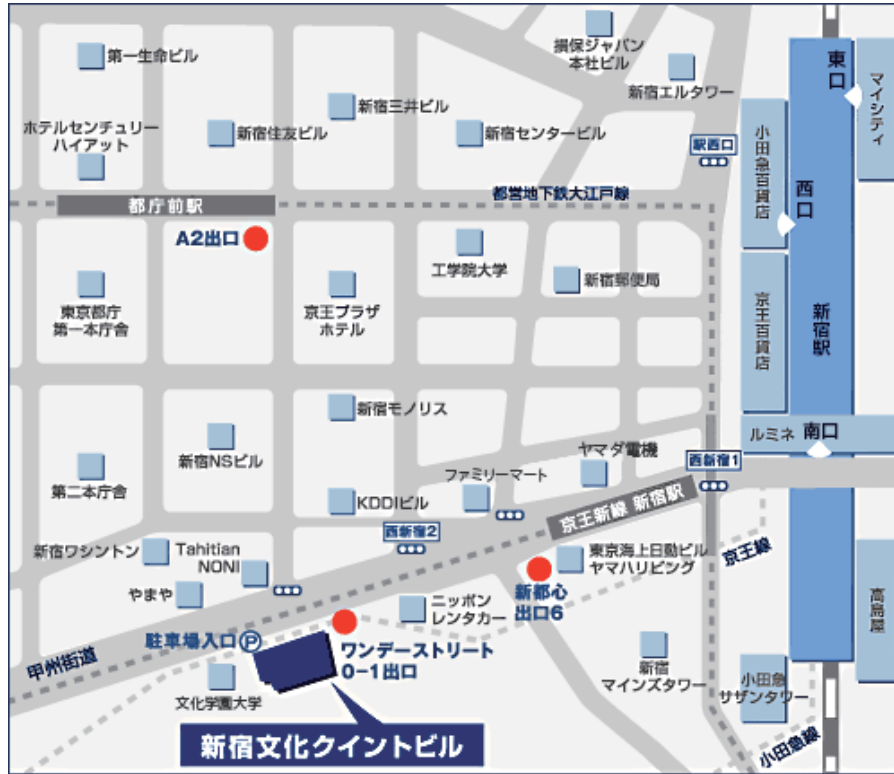 第一生命ビル
損保ジャパン
本社ビル
新宿エルタワー
東口
マイシティ
ホテルセンチュリー
ハイアット
新宿住友ビル
新宿三井ビル
新宿センタービル
駅西口
小田急百貨店
西口
都庁前駅
都営地下鉄大江戸線
A2出口
工学院大学
新宿郵便局
東京都庁
第一本庁舎
京王プラザ
ホテル
京王百貨店
新宿駅
新宿モノリス
ルミネ 南口
新宿NSビル
第二本庁舎
KDDIビル
ファミリーマート
ヤマダ電機
西新宿1
京王新線 新宿駅
西新宿2
新宿ワシントン
Tahitian
NONI
やまや
東京海上日動ビル
ヤマハリビング
京王線
新都心
出口6
ニッポン
レンタカー
高島屋
甲州街道
駐車場入口 P
ワンデーストリート
0-1出口
文化学園大学
新宿
マインズタワー
小田急
サザンタワー
小田急線
新宿文化クイントビル